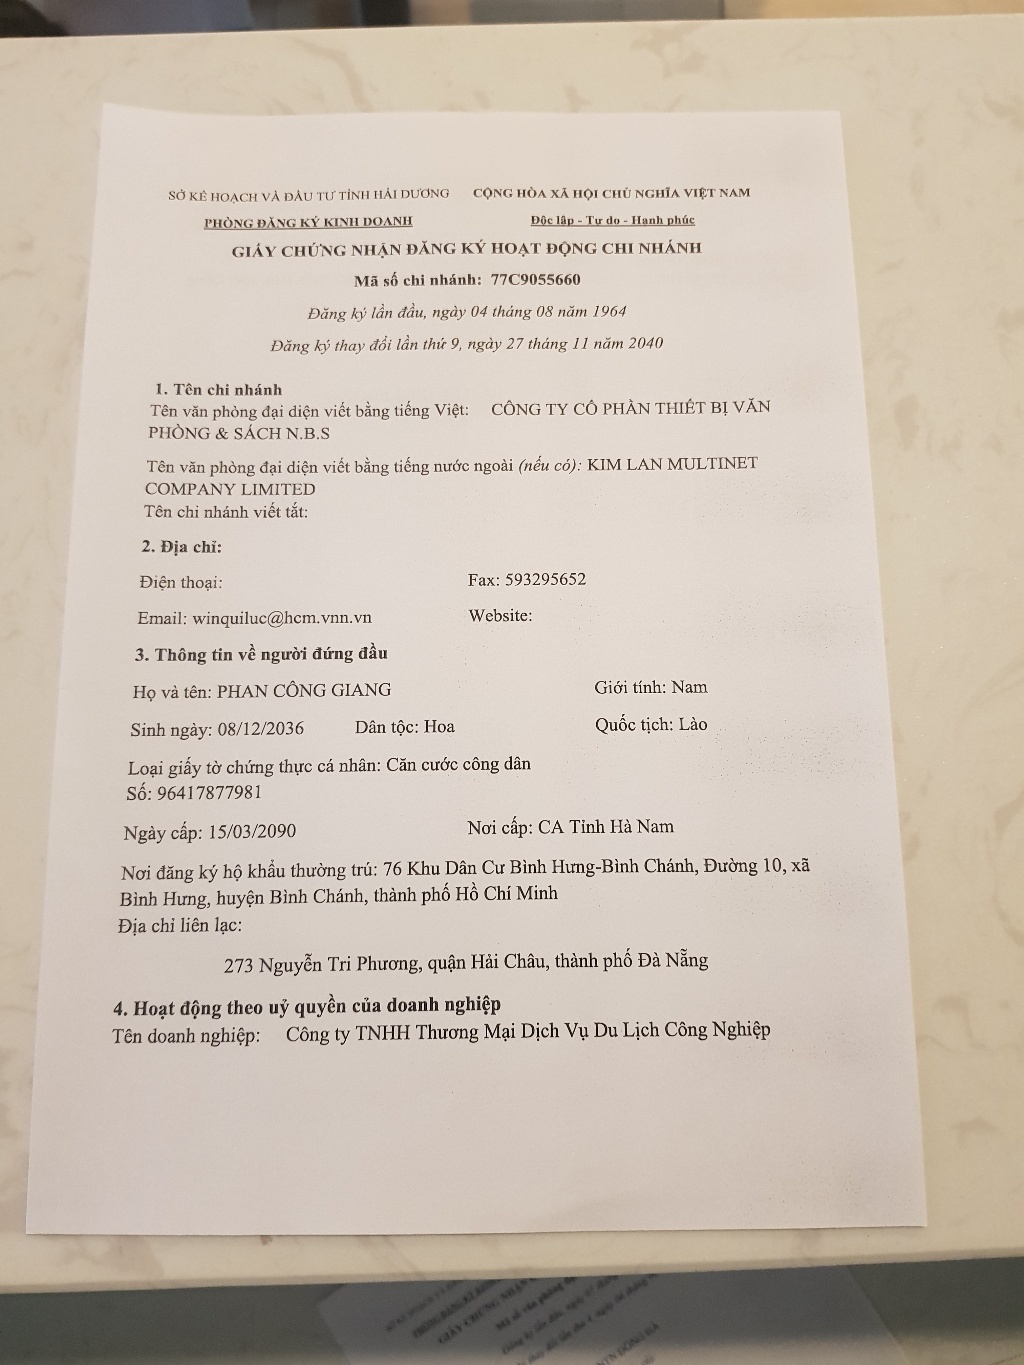 SỞ KẾ HOẠCH VÀ ĐẦU TƯ TỈNH HẢI DƯƠNG CỘNG HÒA XÃ HỘI CHỦ NGHĨA VIỆT NAM
PHÒNG ĐĂNG KÝ KINH DOANH Độc lập - Tự do - Hạnh phúc
GIẤY CHỨNG NHẬN ĐĂNG KÝ HOẠT ĐỘNG CHI NHÁNH
Mã số chi nhánh: 77C9055660
Đăng ký lần đầu, ngày 04 tháng 08 năm 1964
Đăng ký thay đổi lần thứ 9, ngày 27 tháng 11 năm 2040
1. Tên chi nhánh
Tên văn phòng đại diện viết bằng tiếng Việt: CÔNG TY CỔ PHẦN THIẾT BỊ VĂN
PHÒNG & SÁCH N.B.S
Tên văn phòng đại diện viết bằng tiếng nước ngoài (nếu có): KIM LAN MULTINET
COMPANY LIMITED
Tên chi nhánh viết tắt:
2. Địa chỉ:
Điện thoại: Fax: 593295652
Email: winquiluc@hcm.vnn.vn Website:
3. Thông tin về người đứng đầu
Họ và tên: PHAN CÔNG GIANG Giới tính: Nam
Sinh ngày: 08/12/2036 Dân tộc: Hoa Quốc tịch: Lào
Loại giấy tờ chứng thực cá nhân: Căn cước công dân
Số: 96417877981
Ngày cấp: 15/03/2090 Nơi cấp: CA Tỉnh Hà Nam
Nơi đăng ký hộ khẩu thường trú: 76 Khu Dân Cư Bình Hưng-Bình Chánh, Đường 10, xã
Bình Hưng, huyện Bình Chánh, thành phố Hồ Chí Minh
Địa chỉ liên lạc:
273 Nguyễn Tri Phương, quận Hải Châu, thành phố Đà Nẵng
4. Hoạt động theo uỷ quyền của doanh nghiệp
Tên doanh nghiệp: Công ty TNHH Thương Mại Dịch Vụ Du Lịch Công Nghiệp